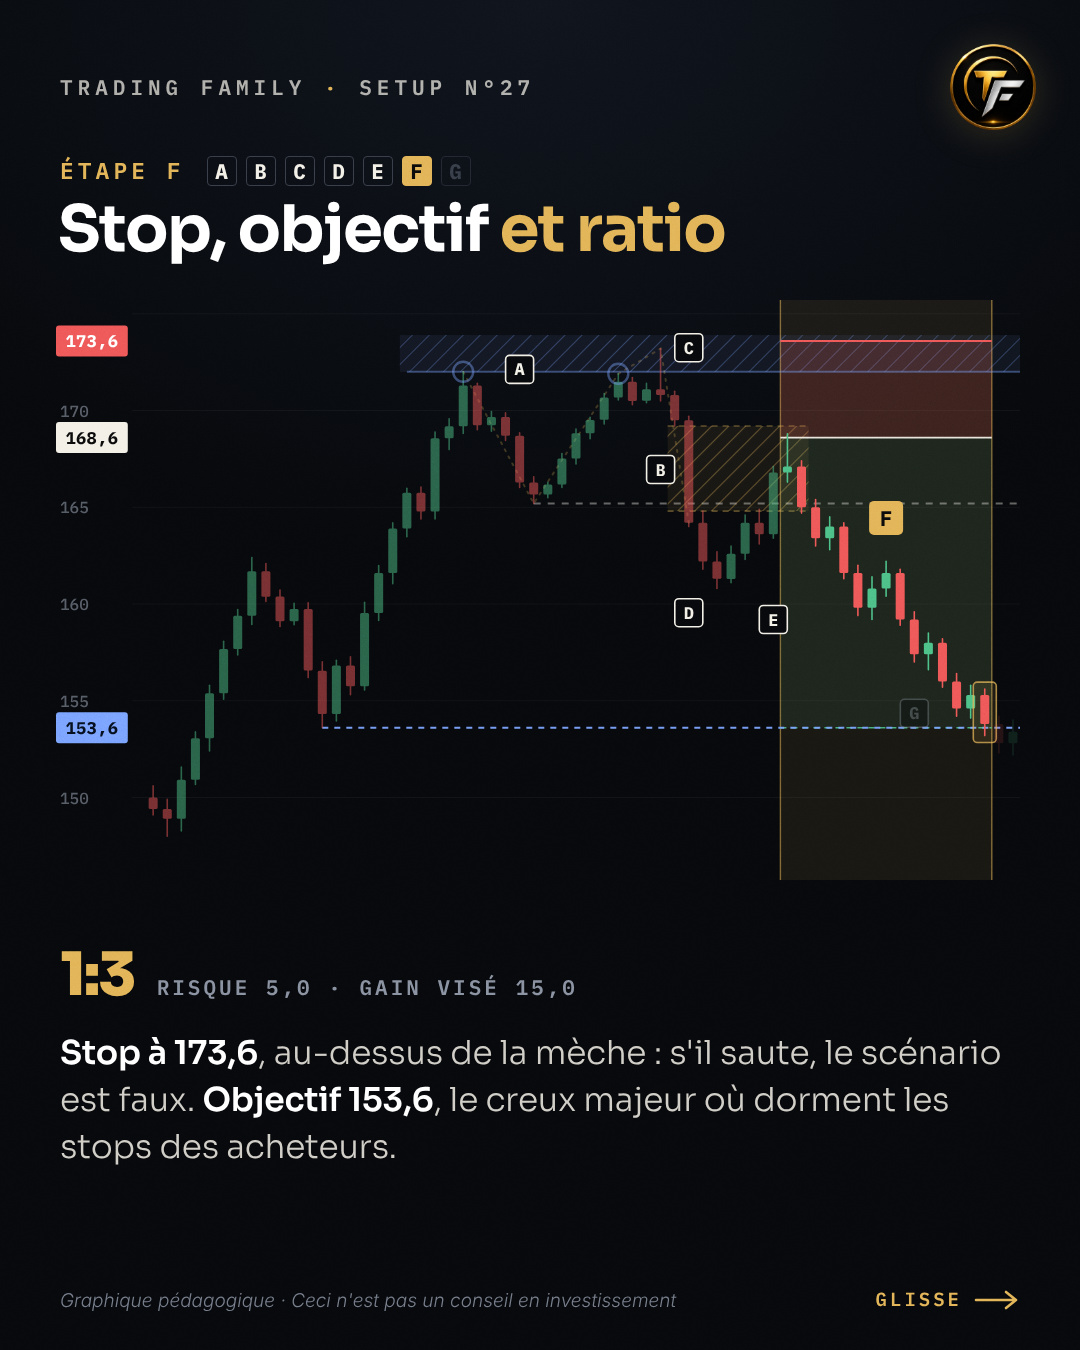 TRADING FAMILY · SETUP N°27
TF
ÉTAPE F A B C D E F G
Stop, objectif et ratio
173,6
170
168,6
165
160
155
153,6
150
A
C
B
F
D
E
G
1:3 RISQUE 5,0 · GAIN VISÉ 15,0
Stop à 173,6, au-dessus de la mèche : s'il saute, le scénario
est faux. Objectif 153,6, le creux majeur où dorment les
stops des acheteurs.
Graphique pédagogique · Ceci n'est pas un conseil en investissement
GLISSE →